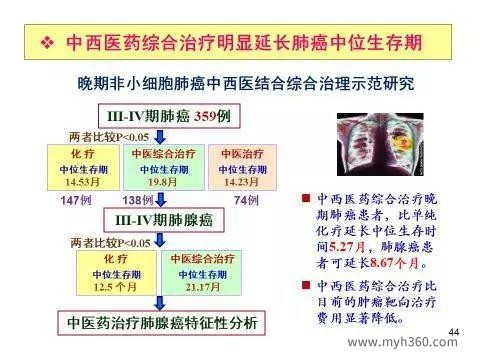 ❖ 中西医药综合治疗明显延长肺癌中位生存期
晚期非小细胞肺癌中西医结合综合治理示范研究
III-IV期肺癌 359例
两者比较P<0.05
化 疗
中位生存期
14.53月
中医综合治疗
中位生存期
19.8月
中医治疗
中位生存期
14.23月
147例
138例
74例
III-IV期肺腺癌
两者比较P<0.05
化 疗
中位生存期
12.5 个月
中医综合治疗
中位生存期
21.17月
中医药治疗肺腺癌特征性分析
中西医药综合治疗晚
期肺癌患者，比单纯
化疗延长中位生存时
间5.27月，肺腺癌患
者可延长8.67个月。
中西医药综合治疗比
目前的肿瘤靶向治疗
费用显著降低。
44
www.myh360.com